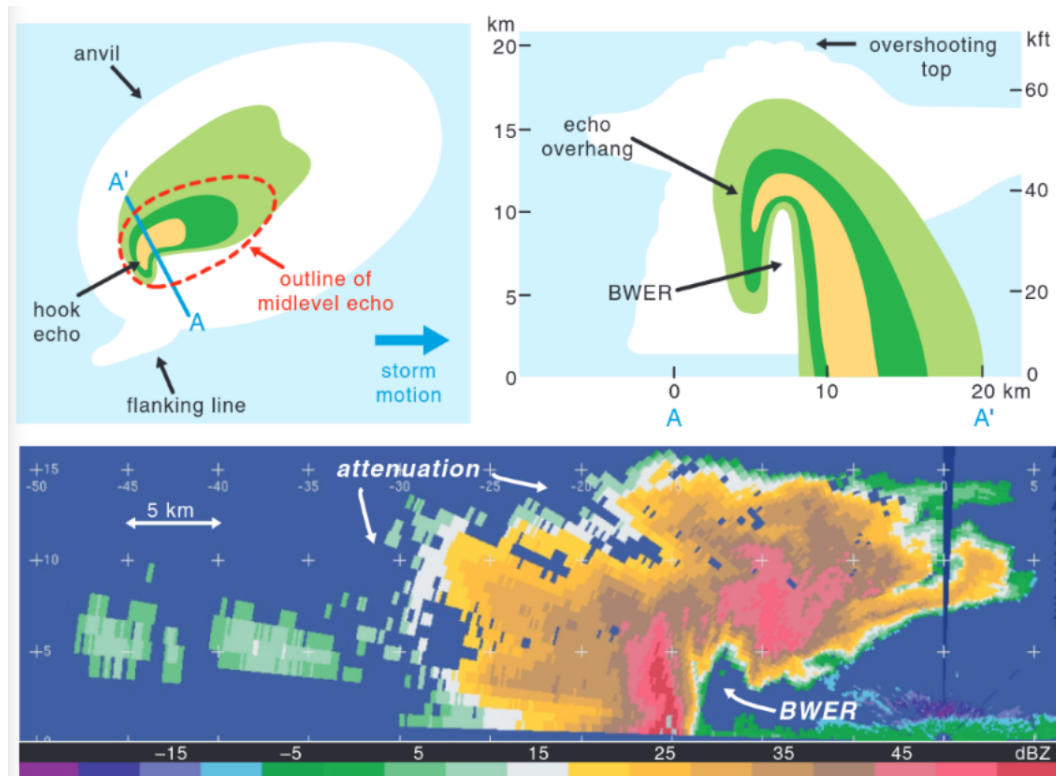 anvil
A'
hook
echo
A
outline of
midlevel echo
storm
motion
flanking line
km
20
15
10
5
0
overshooting
top
echo
overhang
BWER
kft
60
40
20
0
0
10
20 km
A
A'
attenuation
15
-50
-45
-40
-35
-30
-25
-20
0
5
5 km
10
5
0
BWER
-15
-5
5
15
25
35
45
dBZ